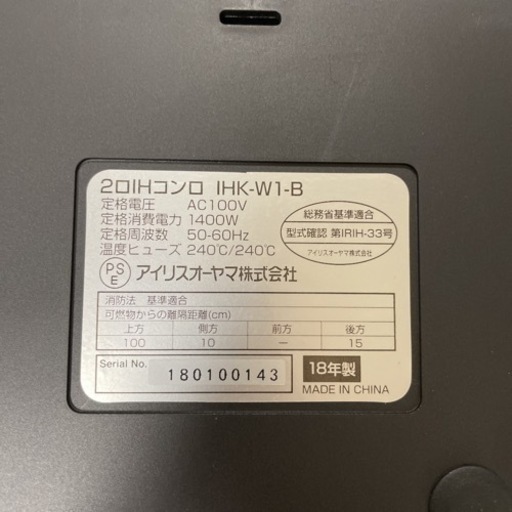 2口IHコンロ IHK-W1-B
定格電圧 AC100V
定格消費電力 1400W
定格周波数 50-60Hz
温度ヒューズ 240℃/240℃
総務省基準適合
型式確認 第IRIH-33号
アイリスオーヤマ株式会社
PS
E
アイリスオーヤマ株式会社
消防法 基準適合
可燃物からの離隔距離(cm)
上方 側方 前方 後方
100 10 − 15
Serial No. 180100143
18年製
MADE IN CHINA